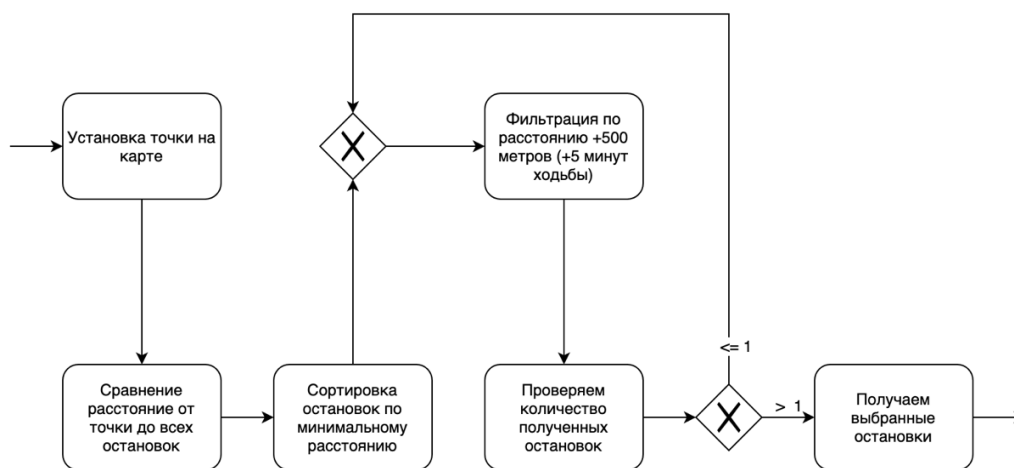 Установка точки на
карте
Фильтрация по
расстоянию +500
метров (+5 минут
ходьбы)
Сравнение
расстояние от
точки до всех
остановок
Сортировка
остановок по
минимальному
расстоянию
Проверяем
количество
полученных
остановок
<= 1
> 1
Получаем
выбранные
остановки